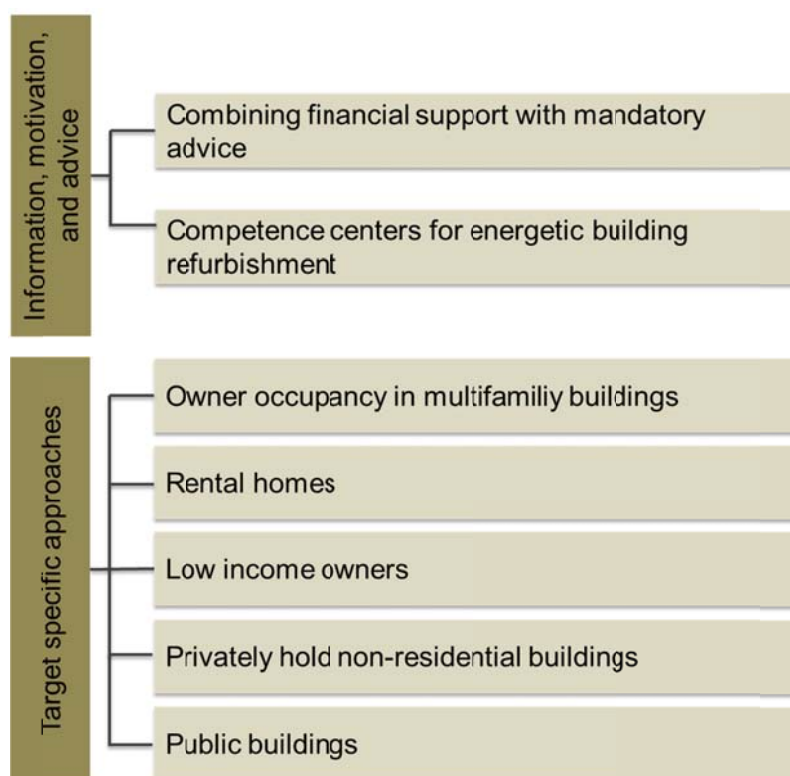 Information, motivation,
and advice
Combining financial support with mandatory
advice
Competence centers for energetic building
refurbishment
Target specific approaches
Owner occupancy in multifamiliy buildings
Rental homes
Low income owners
Privately hold non-residential buildings
Public buildings